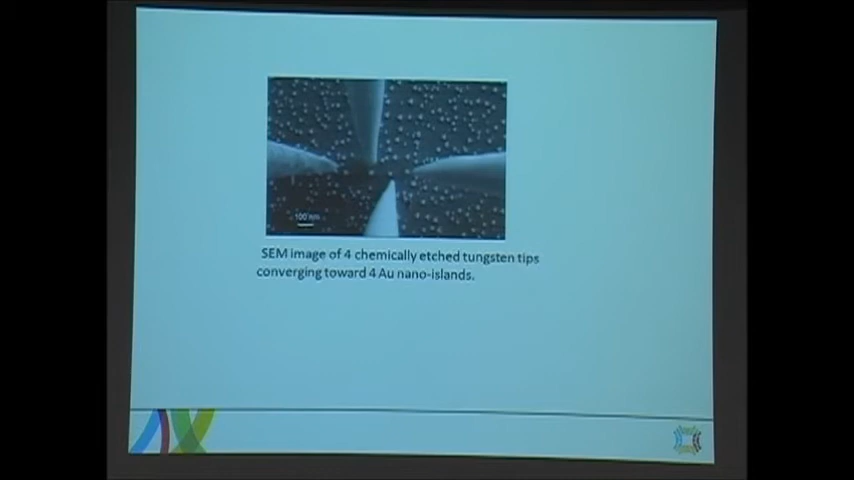 100 nm
SEM image of 4 chemically etched tungsten tips
converging toward 4 Au nano-islands.